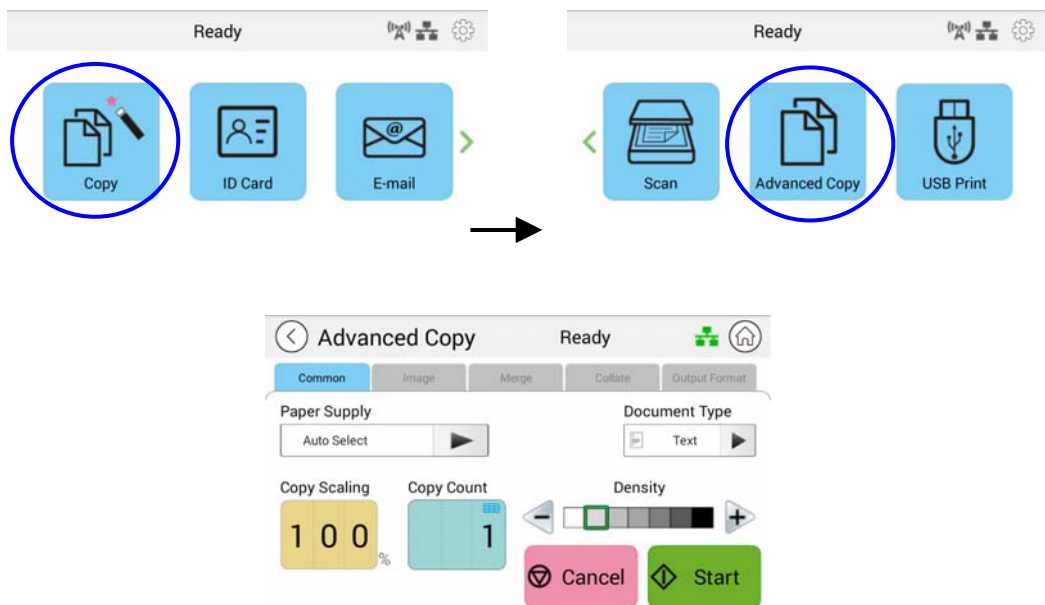 Ready
Copy
ID Card
@
E-mail
Ready
Scan
Advanced Copy
USB Print
Advanced Copy
Ready
Common
Image
Merge
Collate
Output Format
Paper Supply
Document Type
Auto Select
Text
Copy Scaling
Copy Count
Density
100%
1
Cancel
Start